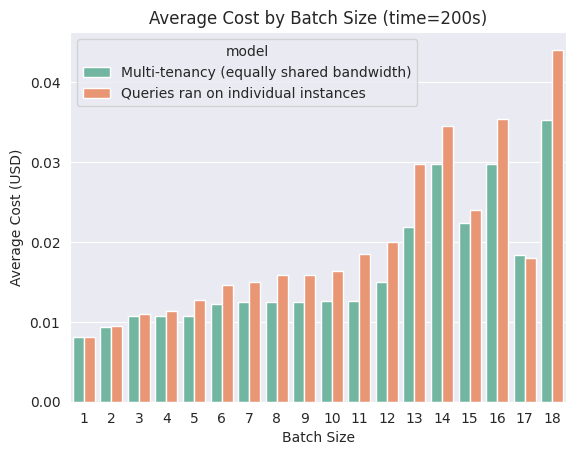 Average Cost by Batch Size (time=200s)
model
Multi-tenancy (equally shared bandwidth)
Queries ran on individual instances
Average Cost (USD)
0.04
0.03
0.02
0.01
0.00
1 2 3 4 5 6 7 8 9 10 11 12 13 14 15 16 17 18
Batch Size